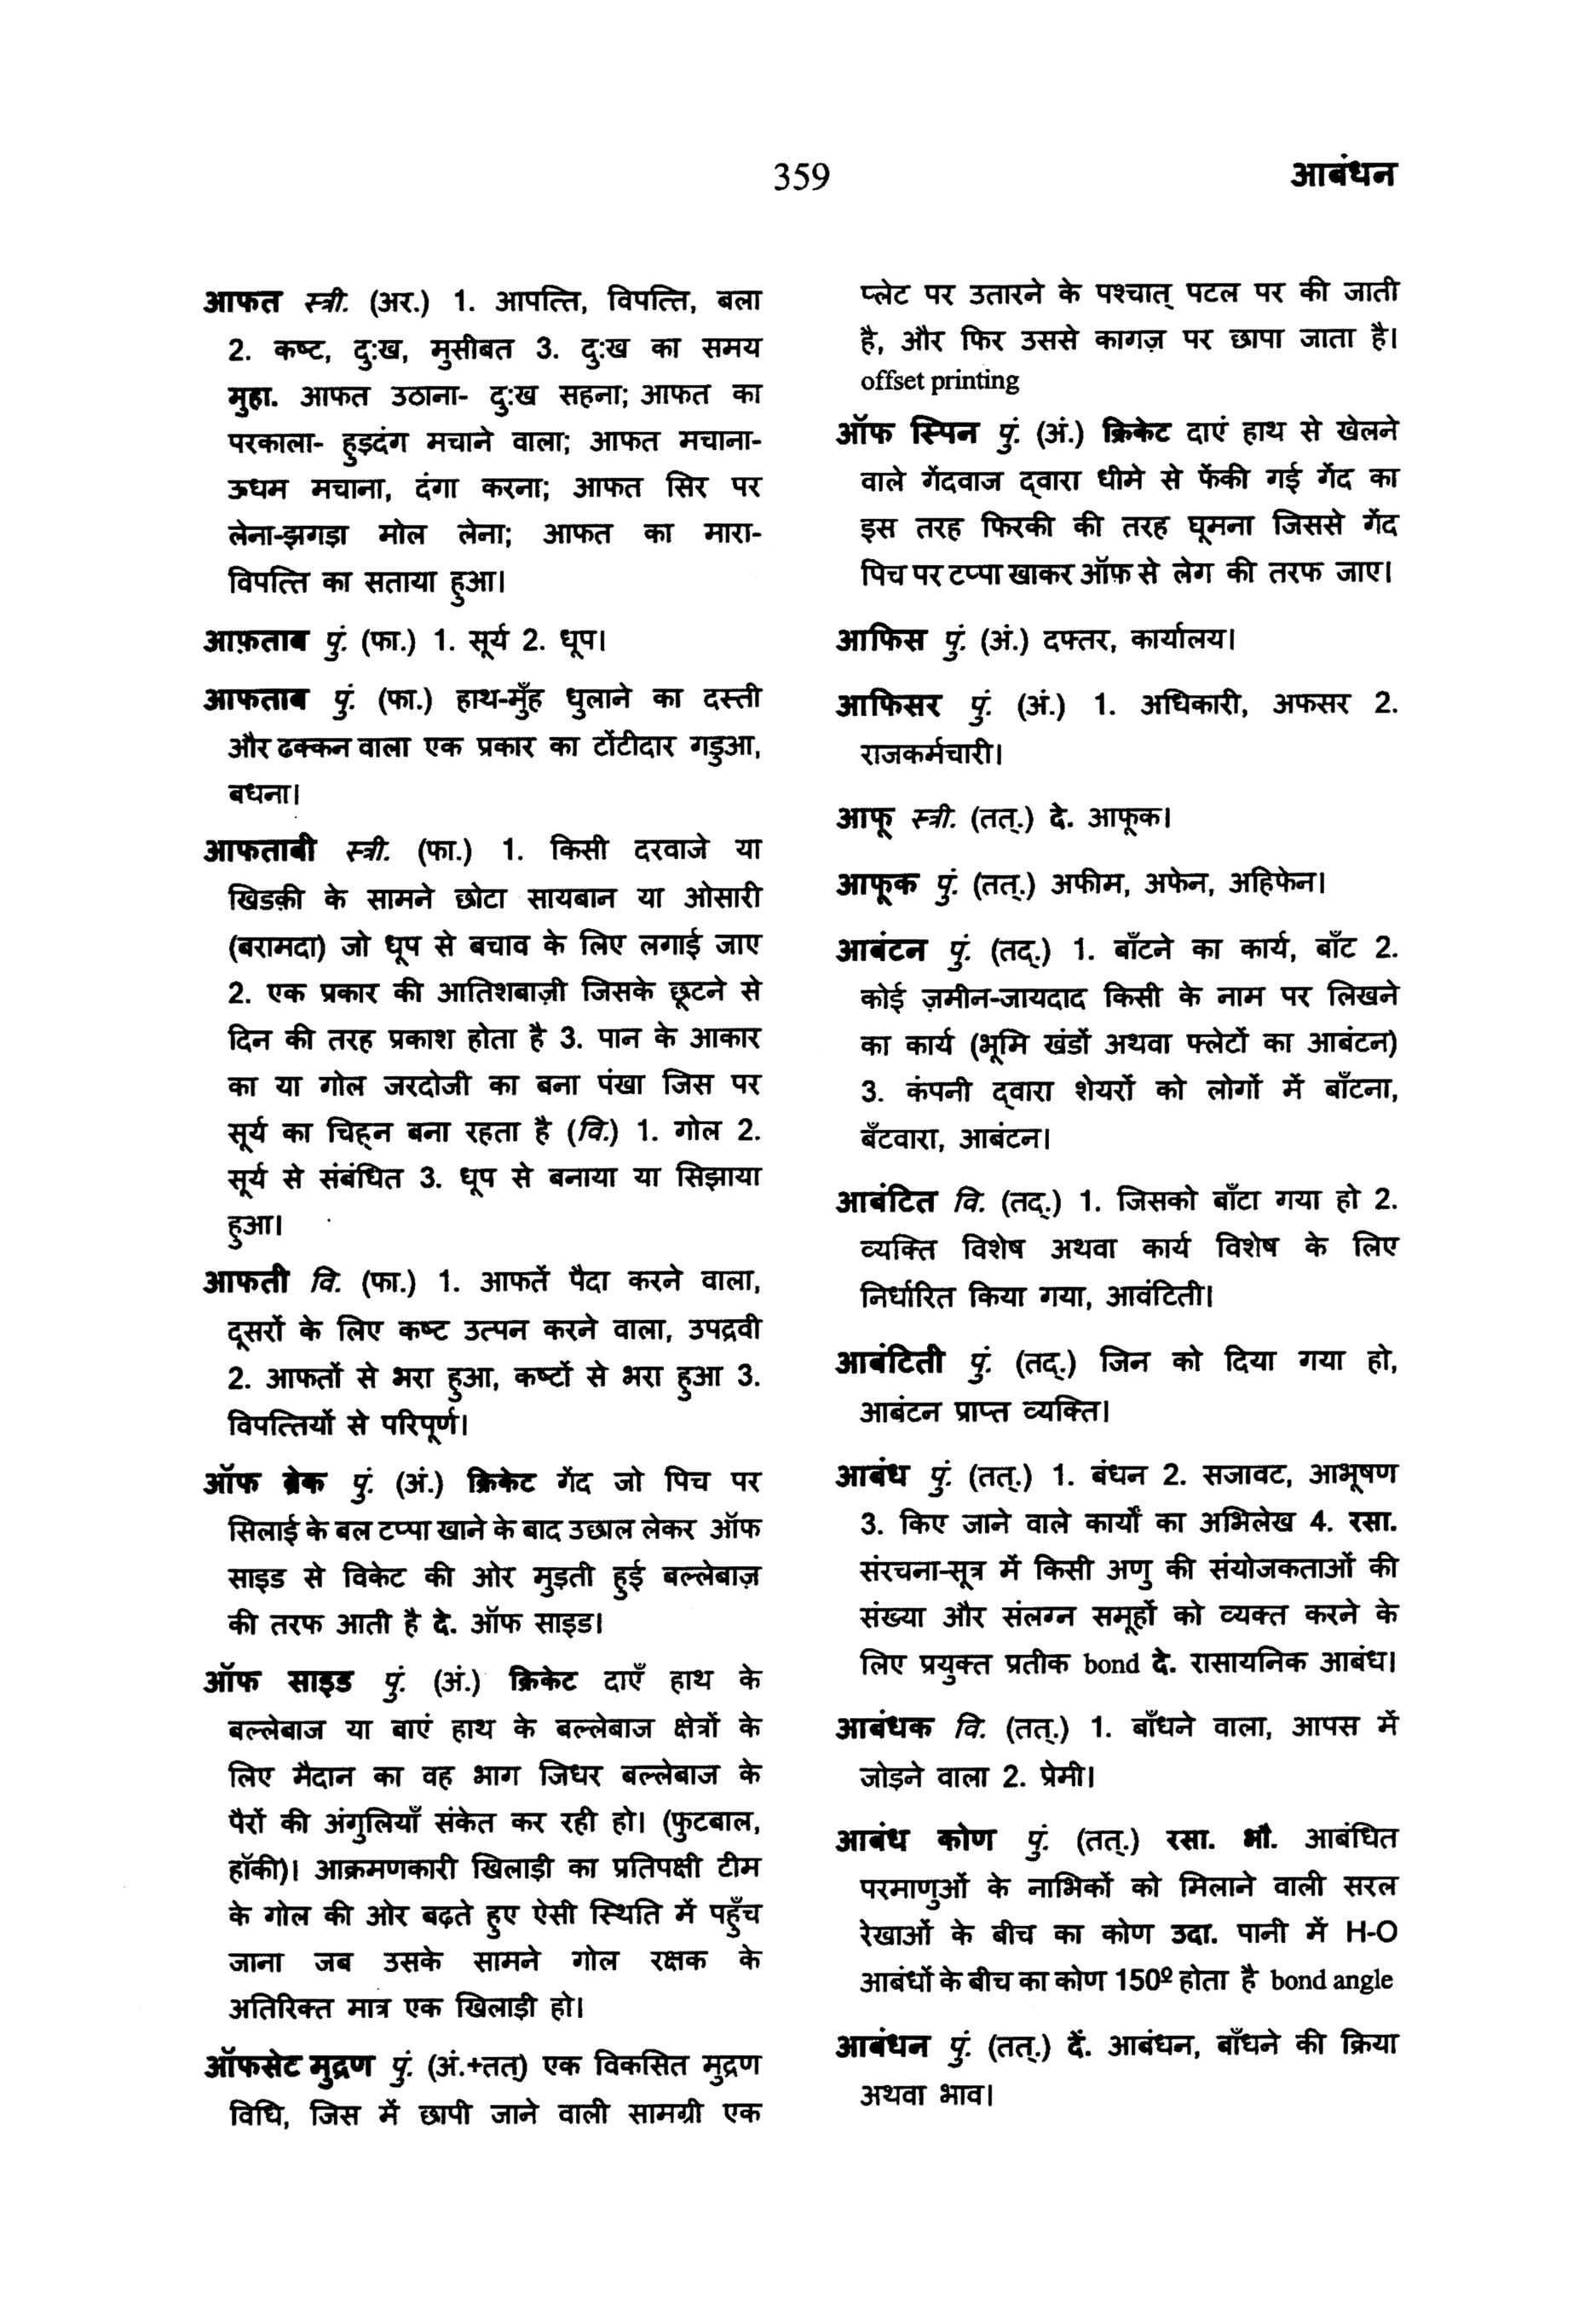 359
आबंधन
आफत स्त्री. (अर.) 1. आपत्ति, विपत्ति, बला
2. कष्ट, दु:ख, मुसीबत 3. दु:ख का समय
मुहा. आफत उठाना- दु:ख सहना; आफत का
परकाला- हुड़दंग मचाने वाला; आफत मचाना-
ऊधम मचाना, दंगा करना; आफत सिर पर
लेना-झगड़ा मोल लेना; आफत का मारा-
विपत्ति का सताया हुआ।
आफ़ताब पुं. (फा.) 1. सूर्य 2. धूप।
आफताब पुं. (फा.) हाथ-मुँह धुलाने का दस्ती
और ढक्कन वाला एक प्रकार का टोंटीदार गडुआ,
बधना।
आफताबी स्त्री. (फा.) 1. किसी दरवाजे या
खिडक़ी के सामने छोटा सायबान या ओसारी
(बरामदा) जो धूप से बचाव के लिए लगाई जाए
2. एक प्रकार की आतिशबाज़ी जिसके छूटने से
दिन की तरह प्रकाश होता है 3. पान के आकार
का या गोल जरदोजी का बना पंखा जिस पर
सूर्य का चिह्न बना रहता है (वि.) 1. गोल 2.
सूर्य से संबंधित 3. धूप से बनाया या सिझाया
हुआ।
आफती वि. (फा.) 1. आफतें पैदा करने वाला,
दूसरों के लिए कष्ट उत्पन करने वाला, उपद्रवी
2. आफतों से भरा हुआ, कष्टों से भरा हुआ 3.
विपत्तियों से परिपूर्ण।
ऑफ ब्रेक पुं. (अं.) क्रिकेट गेंद जो पिच पर
सिलाई के बल टप्पा खाने के बाद उछाल लेकर ऑफ
साइड से विकेट की ओर मुड़ती हुई बल्लेबाज़
की तरफ आती है दे. ऑफ साइड।
ऑफ साइड पुं. (अं.) क्रिकेट दाएँ हाथ के
बल्लेबाज या बाएं हाथ के बल्लेबाज क्षेत्रों के
लिए मैदान का वह भाग जिधर बल्लेबाज के
पैरों की अंगुलियाँ संकेत कर रही हो। (फुटबाल,
हॉकी)। आक्रमणकारी खिलाड़ी का प्रतिपक्षी टीम
के गोल की ओर बढ़ते हुए ऐसी स्थिति में पहुँच
जाना जब उसके सामने गोल रक्षक के
अतिरिक्त मात्र एक खिलाड़ी हो।
ऑफसेट मुद्रण पुं. (अं.+तत्) एक विकसित मुद्रण
विधि, जिस में छापी जाने वाली सामग्री एक
प्लेट पर उतारने के पश्चात् पटल पर की जाती
है, और फिर उससे कागज़ पर छापा जाता है।
offset printing
ऑफ स्पिन पुं. (अं.) क्रिकेट दाएं हाथ से खेलने
वाले गेंदवाज द्‍वारा धीमे से फेंकी गई गेंद का
इस तरह फिरकी की तरह घूमना जिससे गेंद
पिच पर टप्पा खाकर ऑफ़ से लेग की तरफ जाए।
आफिस पुं. (अं.) दफ्तर, कार्यालय।
आफिसर पुं. (अं.) 1. अधिकारी, अफसर 2.
राजकर्मचारी।
आफू स्त्री. (तत्.) दे. आफूक।
आफूक पुं. (तत्.) अफीम, अफेन, अहिफेन।
आबंटन पुं. (तद्.) 1. बाँटने का कार्य, बाँट 2.
कोई ज़मीन-जायदाद किसी के नाम पर लिखने
का कार्य (भूमि खंडों अथवा फ्लेटों का आबंटन)
3. कंपनी द्‍वारा शेयरों को लोगों में बाँटना,
बँटवारा, आबंटन।
आबंटित वि. (तद्.) 1. जिसको बाँटा गया हो 2.
व्यक्ति विशेष अथवा कार्य विशेष के लिए
निर्धारित किया गया, आवंटिती।
आबंटिती पुं. (तद्.) जिन को दिया गया हो,
आबंटन प्राप्त व्यक्ति।
आबंध पुं. (तत्.) 1. बंधन 2. सजावट, आभूषण
3. किए जाने वाले कार्यों का अभिलेख 4. रसा.
संरचना-सूत्र में किसी अणु की संयोजकताओं की
संख्या और संलग्न समूहों को व्यक्त करने के
लिए प्रयुक्त प्रतीक bond दे. रासायनिक आबंध।
आबंधक वि. (तत्.) 1. बाँधने वाला, आपस में
जोड़ने वाला 2. प्रेमी।
आबंध कोण पुं. (तत्.) रसा. भौ. आबंधित
परमाणुओं के नाभिकों को मिलाने वाली सरल
रेखाओं के बीच का कोण उदा. पानी में H-O
आबंधों के बीच का कोण 150º होता है bond angle
आबंधन पुं. (तत्.) दें. आबंधन, बाँधने की क्रिया
अथवा भाव।